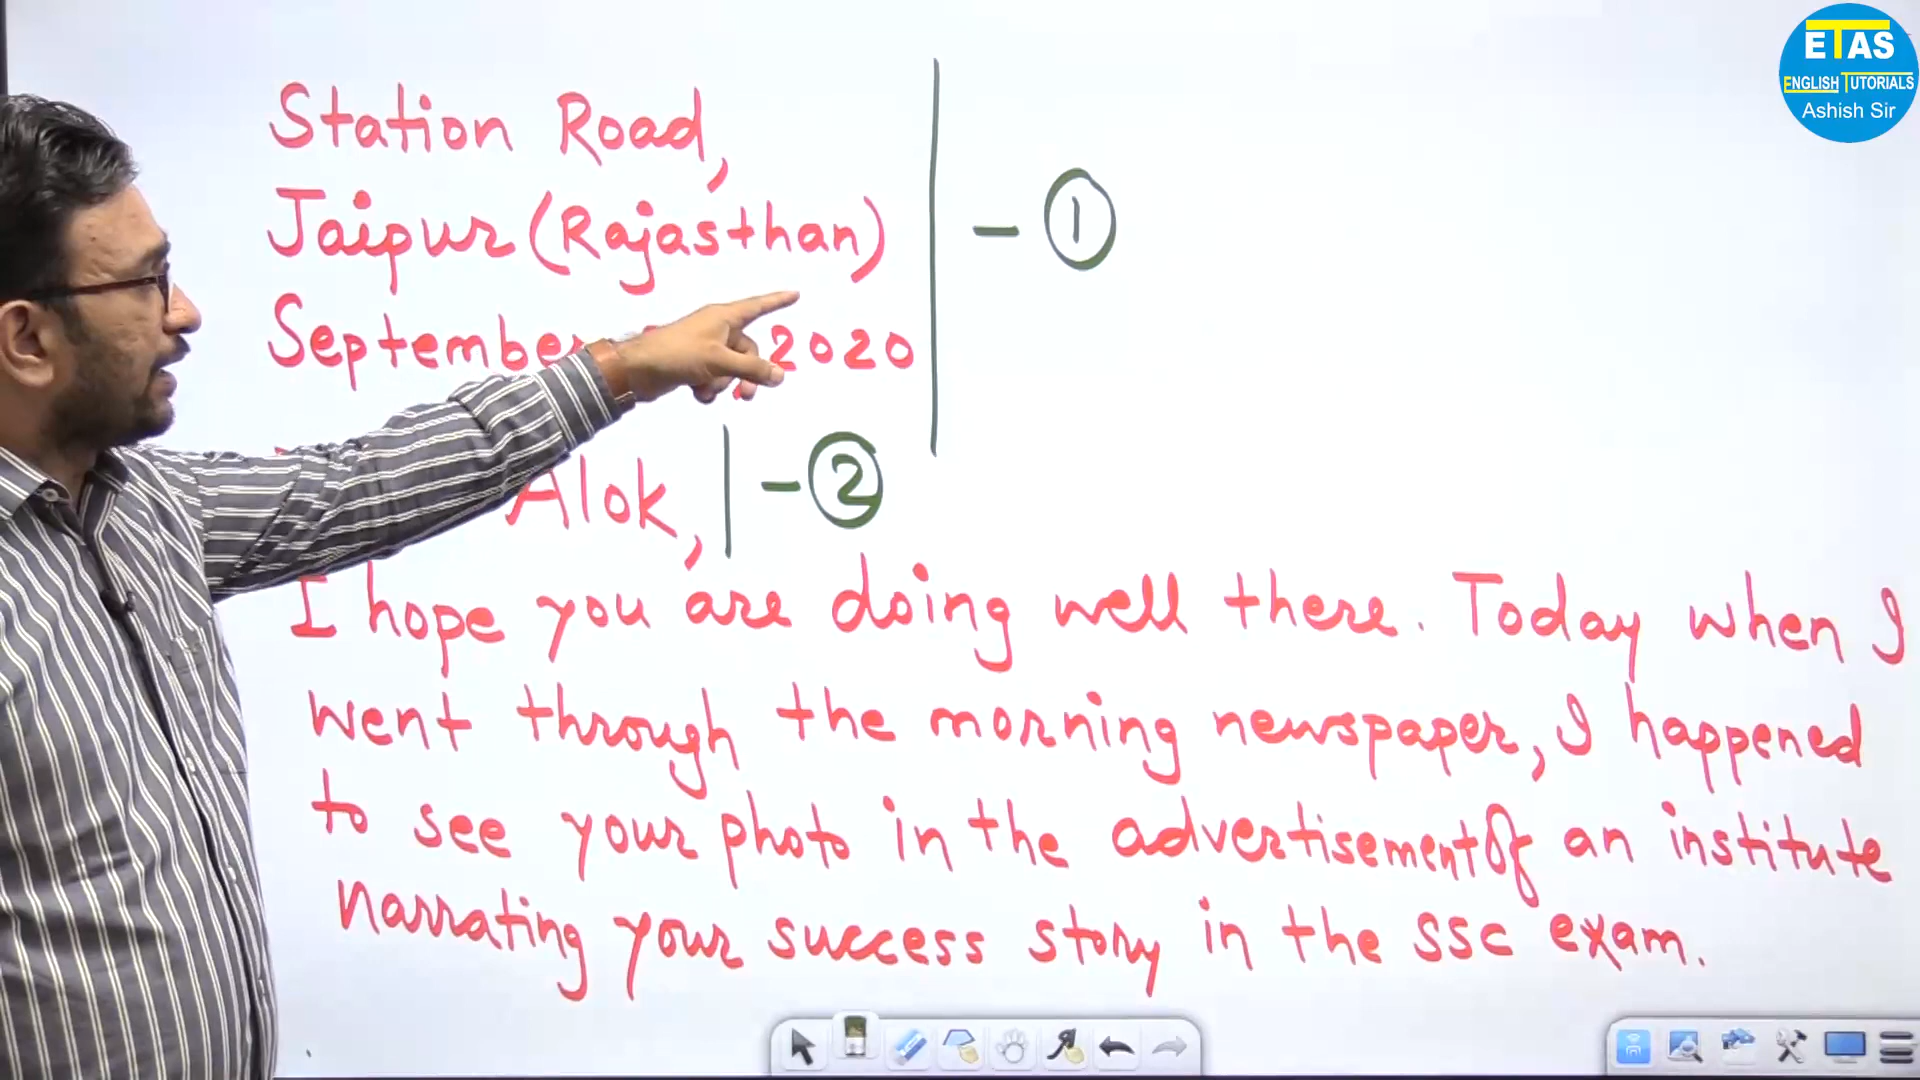 ETAS
ENGLISH TUTORIALS
Ashish Sir
Station Road,
Jaipur (Rajasthan)
September , 2020
- 1
Alok,
- 2
I hope you are doing well there. Today when I
went through the morning newspaper, I happened
to see your photo in the advertisement of an institute
narrating your success story in the SSC exam.